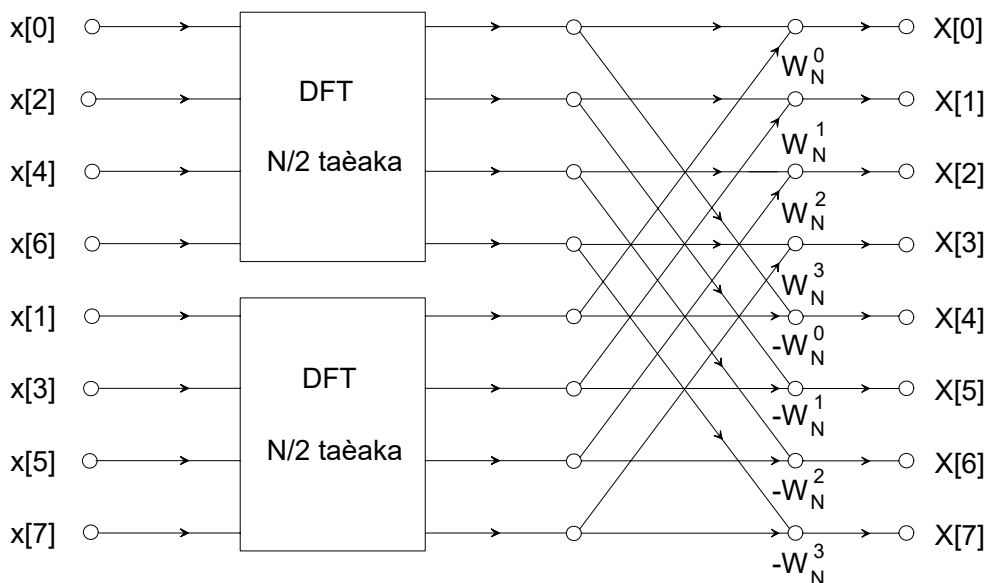 x[0]
x[2]
x[4]
x[6]
x[1]
x[3]
x[5]
x[7]
DFT
N/2 taèaka
DFT
N/2 taèaka
W_N^0
W_N^1
W_N^2
W_N^3
-W_N^0
-W_N^1
-W_N^2
-W_N^3
X[0]
X[1]
X[2]
X[3]
X[4]
X[5]
X[6]
X[7]